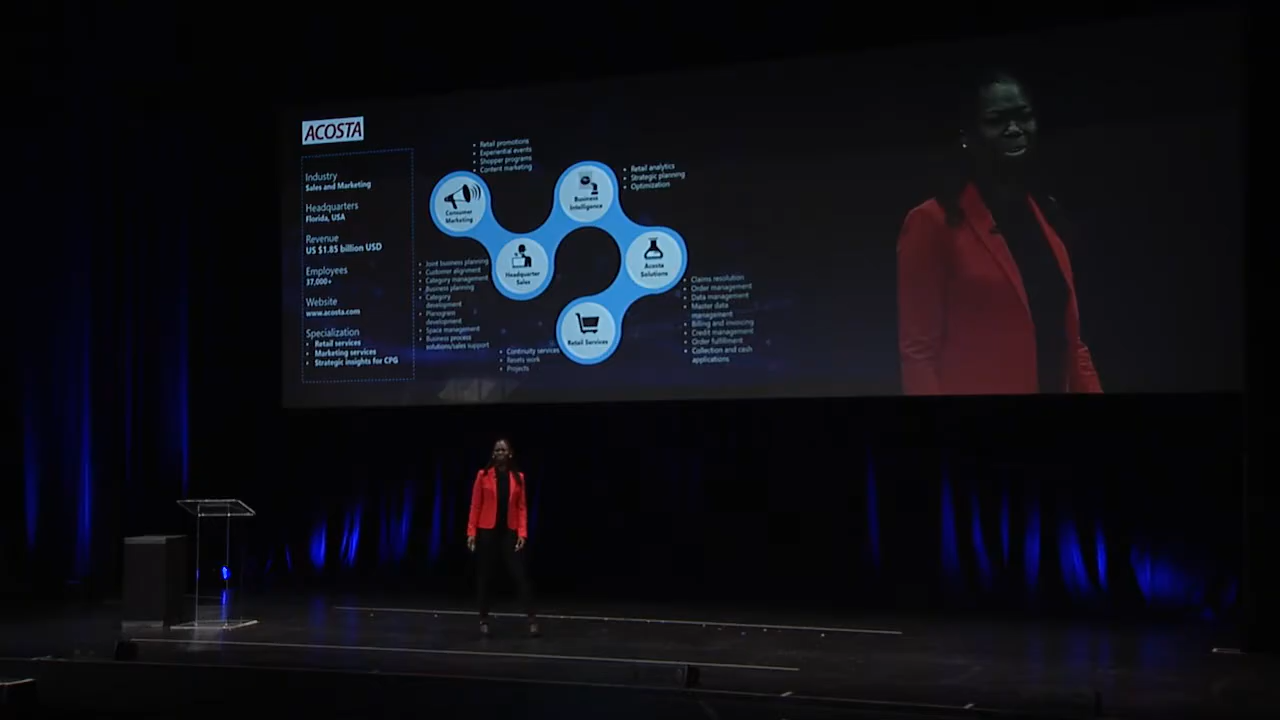 ACOSTA
Industry
Sales and Marketing
Headquarters
Florida, USA
Revenue
US $1.85 billion USD
Employees
37,000+
Website
www.acosta.com
Specialization
• Retail services
• Marketing services
• Strategic insights for CPG
• Retail promotions
• Experiential events
• Shopper programs
• Content marketing
Consumer
Marketing
• Joint business planning
• Customer alignment
• Category management
• Business planning
• Category
development
• Planogram
development
• Space management
• Business process
solutions/sales support
Headquarter
Sales
Business
Intelligence
• Retail analytics
• Strategic planning
• Optimization
Acosta
Solutions
• Claims resolution
• Order management
• Data management
• Master data
management
• Billing and invoicing
• Credit management
• Order fulfillment
• Collection and cash
applications
Retail Services
• Continuity services
• Resets work
• Projects